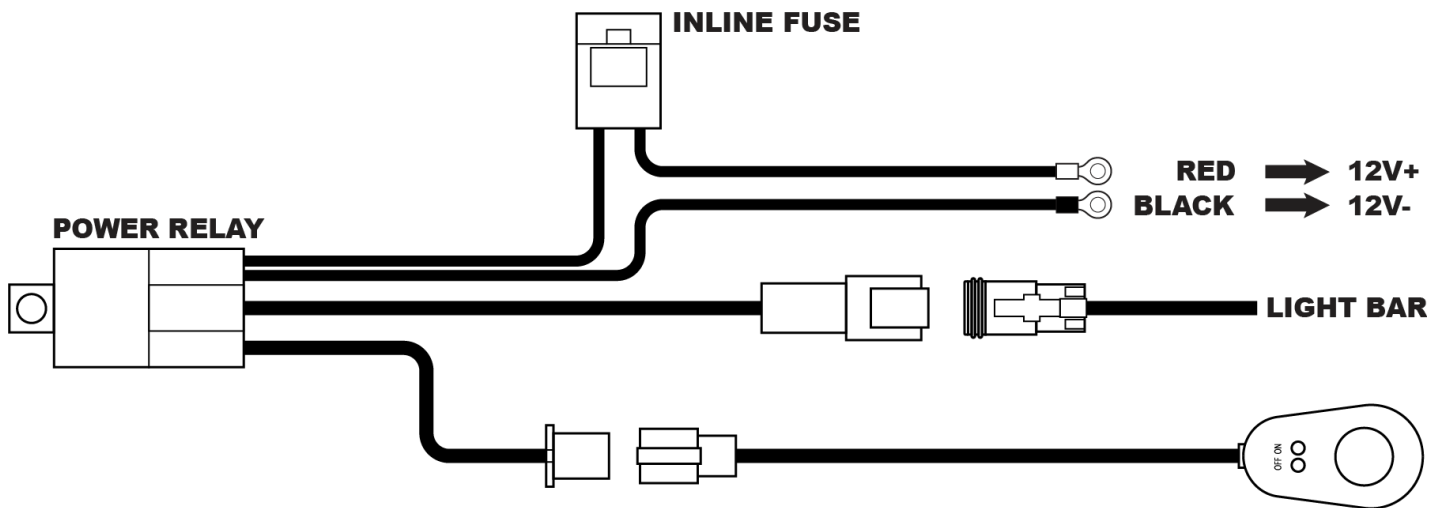 INLINE FUSE
RED 12V+
BLACK 12V-
POWER RELAY
LIGHT BAR
OFF ON